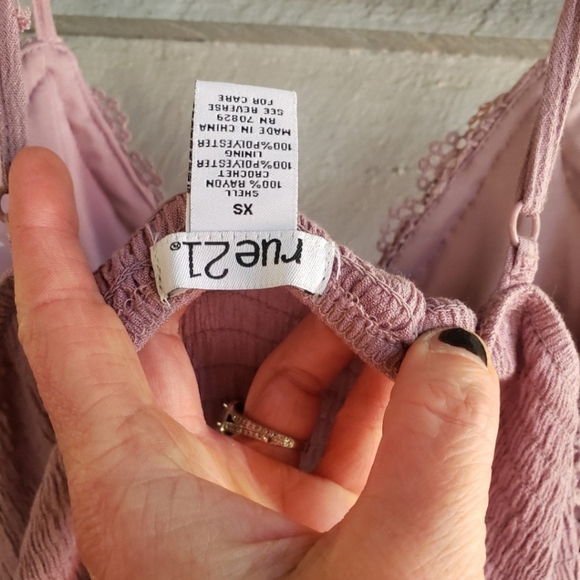 rue21®
XS
SHELL
100% RAYON
CROCHET
100%POLYESTER
LINING
100%POLYESTER
MADE IN CHINA
RN 70829
SEE REVERSE
FOR CARE